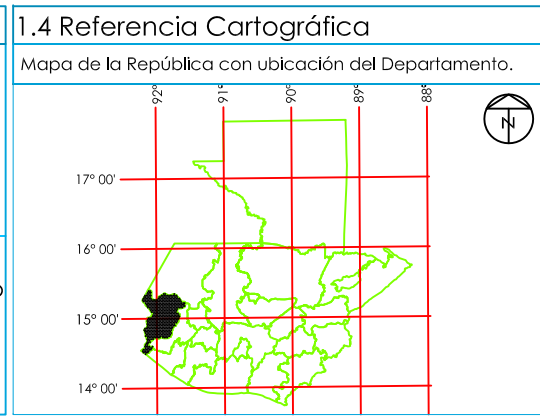 1.4 Referencia Cartográfica
Mapa de la República con ubicación del Departamento.
92° 91° 90° 89° 88°
N
17° 00'
16° 00'
15° 00'
14° 00'